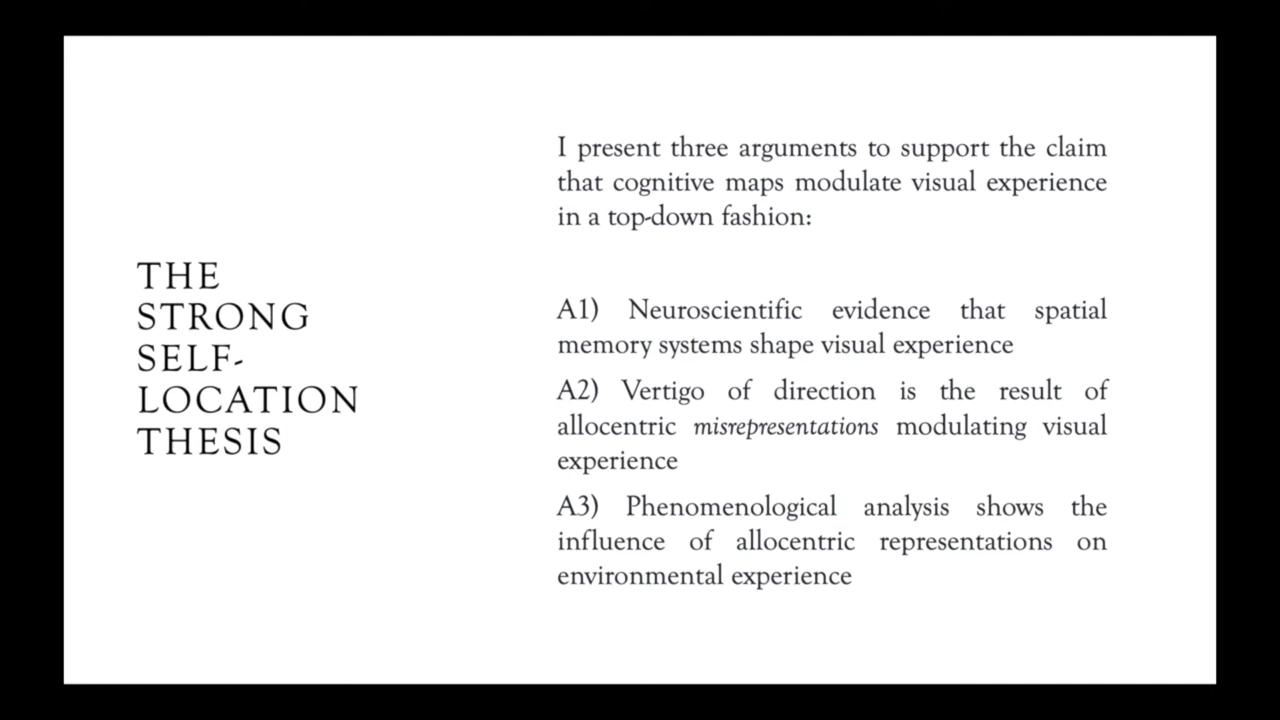 THE
STRONG
SELF-
LOCATION
THESIS
I present three arguments to support the claim
that cognitive maps modulate visual experience
in a top-down fashion:
A1) Neuroscientific evidence that spatial
memory systems shape visual experience
A2) Vertigo of direction is the result of
allocentric misrepresentations modulating visual
experience
A3) Phenomenological analysis shows the
influence of allocentric representations on
environmental experience